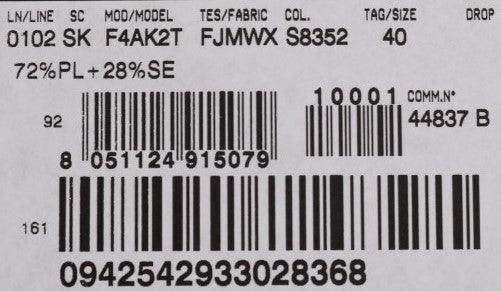 LN/LINE SC MOD/MODEL TES/FABRIC COL. TAG/SIZE DROP
0102 SK F4AK2T FJMWX S8352 40
72%PL+28%SE
10001 COMM.N°
92 44837 B
8 051124 915079
161
0942542933028368